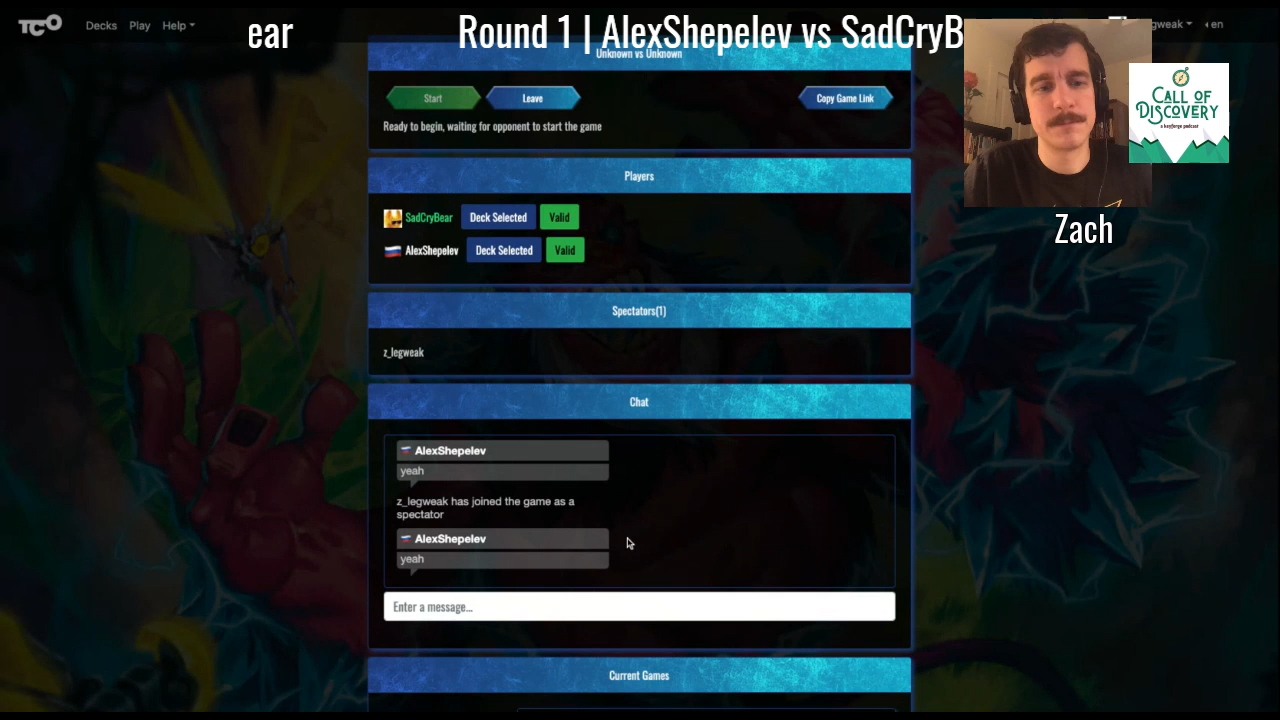 TCO Decks Play Help
ear
Round 1 | AlexShepelev vs SadCryB
gweak
en
Unknown vs Unknown
Start
Leave
Copy Game Link
Ready to begin, waiting for opponent to start the game
CALL OF
DISCOVERY
a keyforge podcast
Zach
Players
SadCryBear Deck Selected Valid
AlexShepelev Deck Selected Valid
Spectators(1)
z_legweak
Chat
AlexShepelev
yeah
z_legweak has joined the game as a
spectator
AlexShepelev
yeah
Enter a message...
Current Games